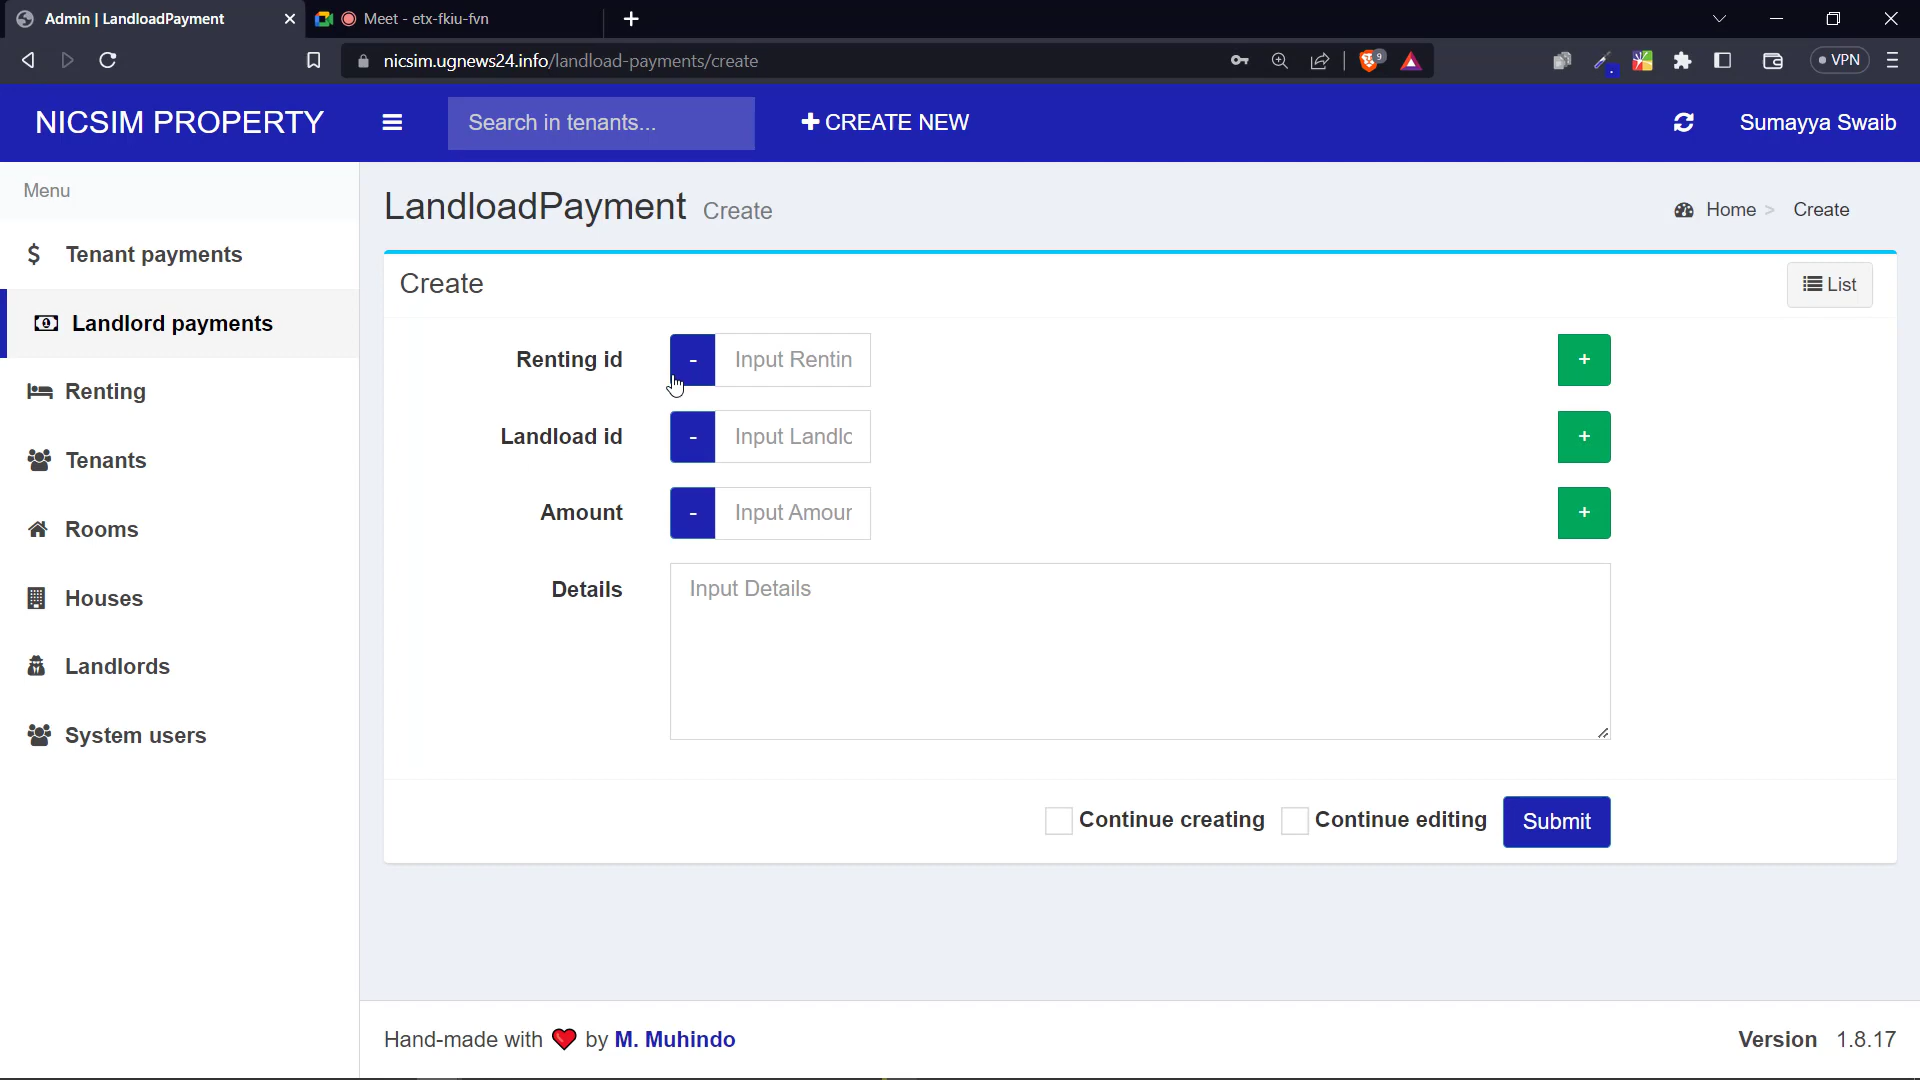 Admin | LandloadPayment
Meet - etx-fkiu-fvn
nicsim.ugnews24.info/landload-payments/create
9
VPN
NICSIM PROPERTY
Search in tenants...
CREATE NEW
Sumayya Swaib
Menu
$ Tenant payments
Landlord payments
Renting
Tenants
Rooms
Houses
Landlords
System users
LandloadPayment Create
Home > Create
Create
List
Renting id
-
Input Rentin
+
Landload id
-
Input Landlc
+
Amount
-
Input Amour
+
Details
Input Details
Continue creating
Continue editing
Submit
Hand-made with ❤ by M. Muhindo
Version 1.8.17